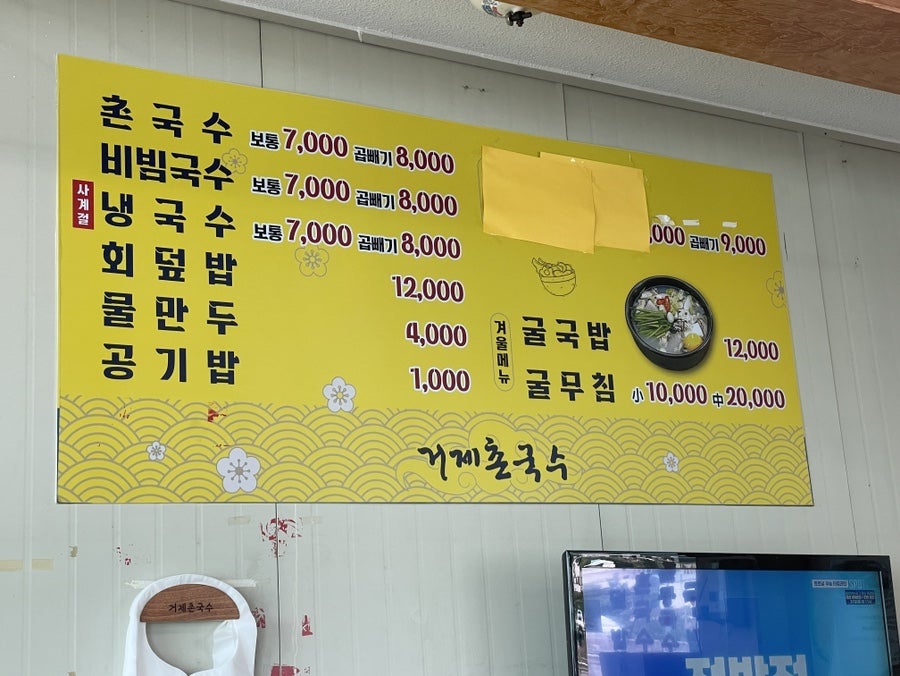 촌국수 보통 7,000 곱빼기 8,000
비빔국수 보통 7,000 곱빼기 8,000
사계절
냉국수 보통 7,000 곱빼기 8,000
회덮밥 12,000
물만두 4,000
공기밥 1,000
,000 곱빼기 9,000
겨울메뉴
굴국밥 12,000
굴무침 小 10,000 中 20,000
거제촌국수
거제촌국수